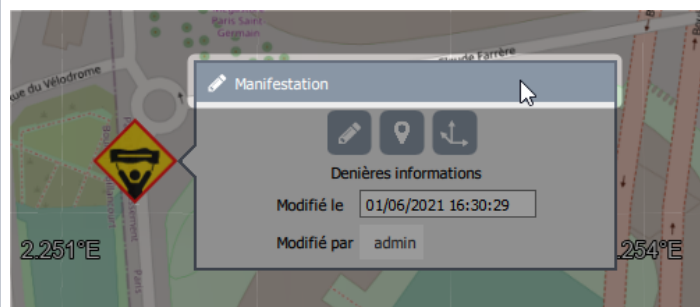 Paris Saint
Germain
Claude Farrère
rue du Vélodrome
Manifestation
Denières informations
Modifié le 01/06/2021 16:30:29
Modifié par admin
2.251°E
.254°E
Paris